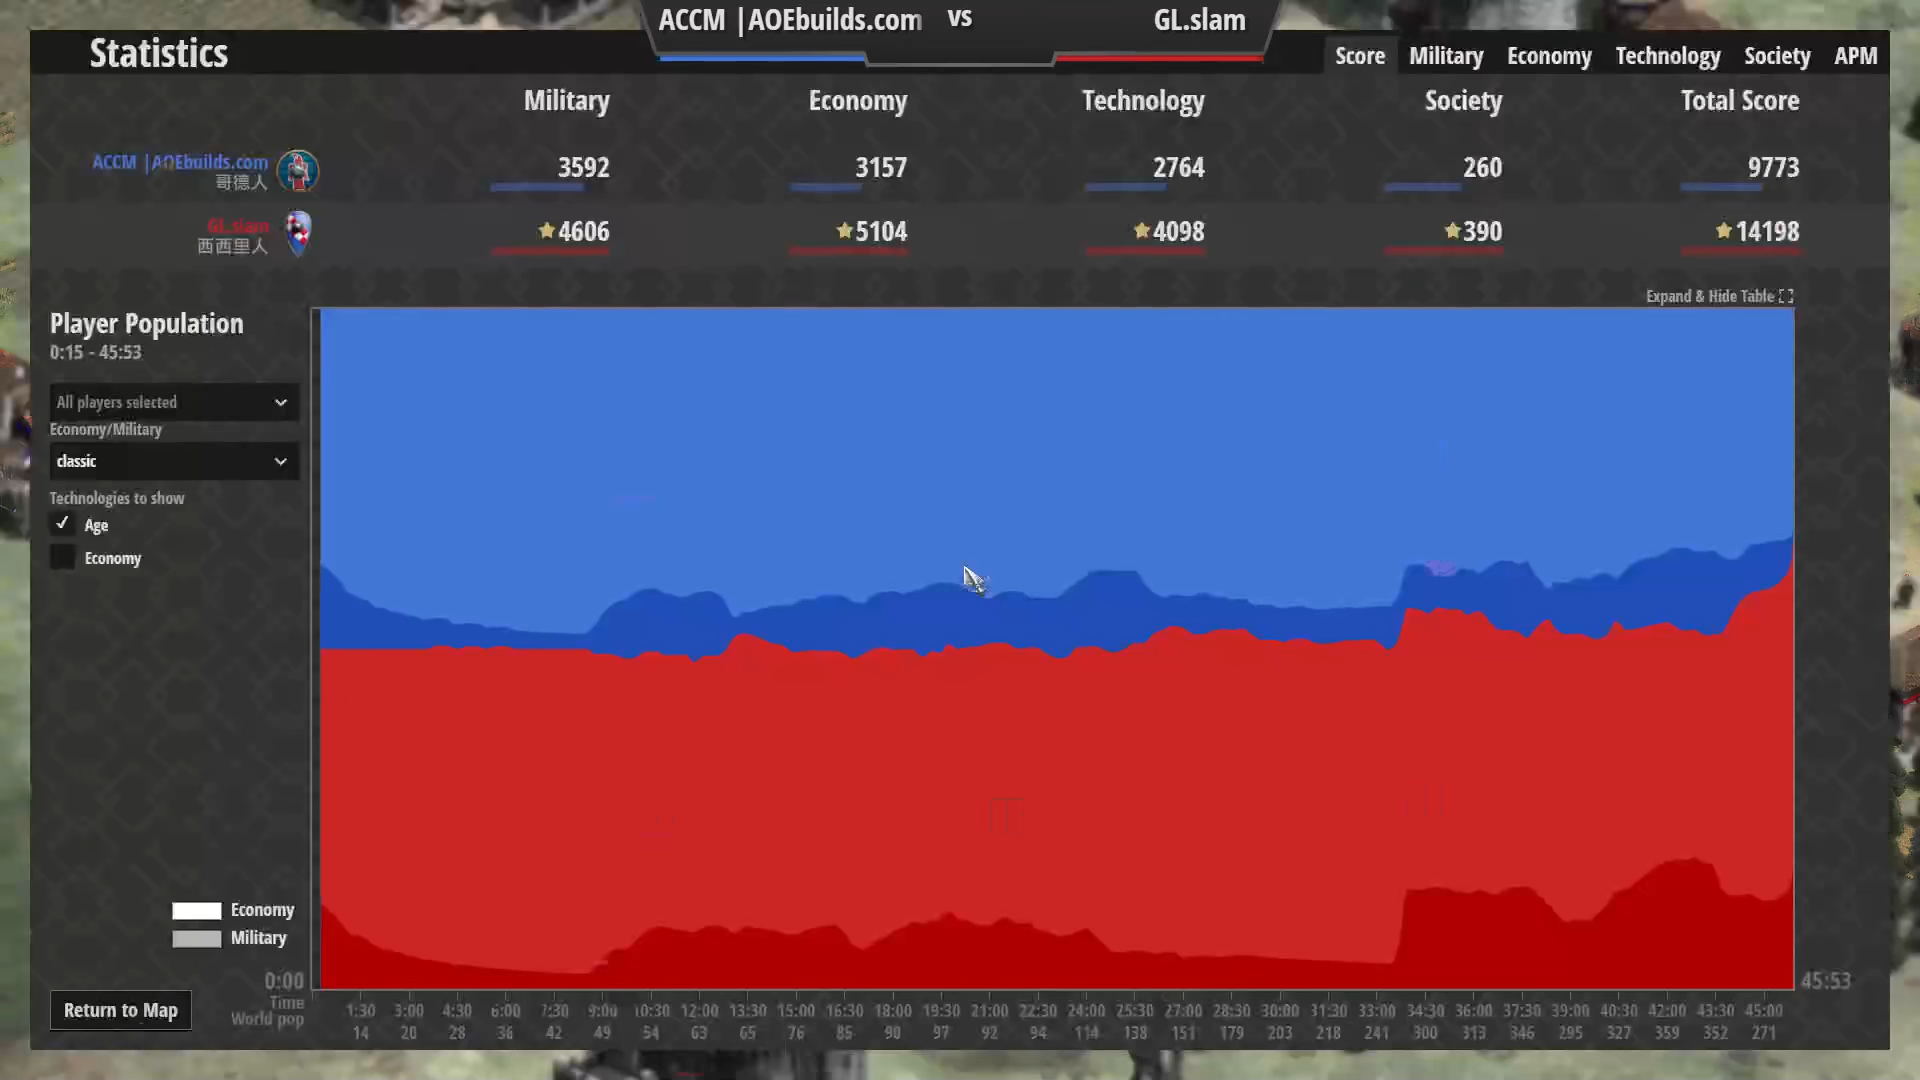 ACCM |AOEbuilds.com VS GL.slam
Statistics
Score Military Economy Technology Society APM
Military Economy Technology Society Total Score
ACCM |AOEbuilds.com
哥德人
3592 3157 2764 260 9773
GL.slam
西西里人
4606 5104 4098 390 14198
Expand & Hide Table
Player Population
0:15 - 45:53
All players selected
Economy/Military
classic
Technologies to show
Age
Economy
Economy
Military
0:00 45:53
Return to Map
Time 1:30 3:00 4:30 6:00 7:30 9:00 10:30 12:00 13:30 15:00 16:30 18:00 19:30 21:00 22:30 24:00 25:30 27:00 28:30 30:00 31:30 33:00 34:30 36:00 37:30 39:00 40:30 42:00 43:30 45:00
World pop 14 20 28 36 42 49 54 63 65 76 85 90 97 92 94 114 138 151 179 203 218 241 300 313 346 295 327 359 352 271